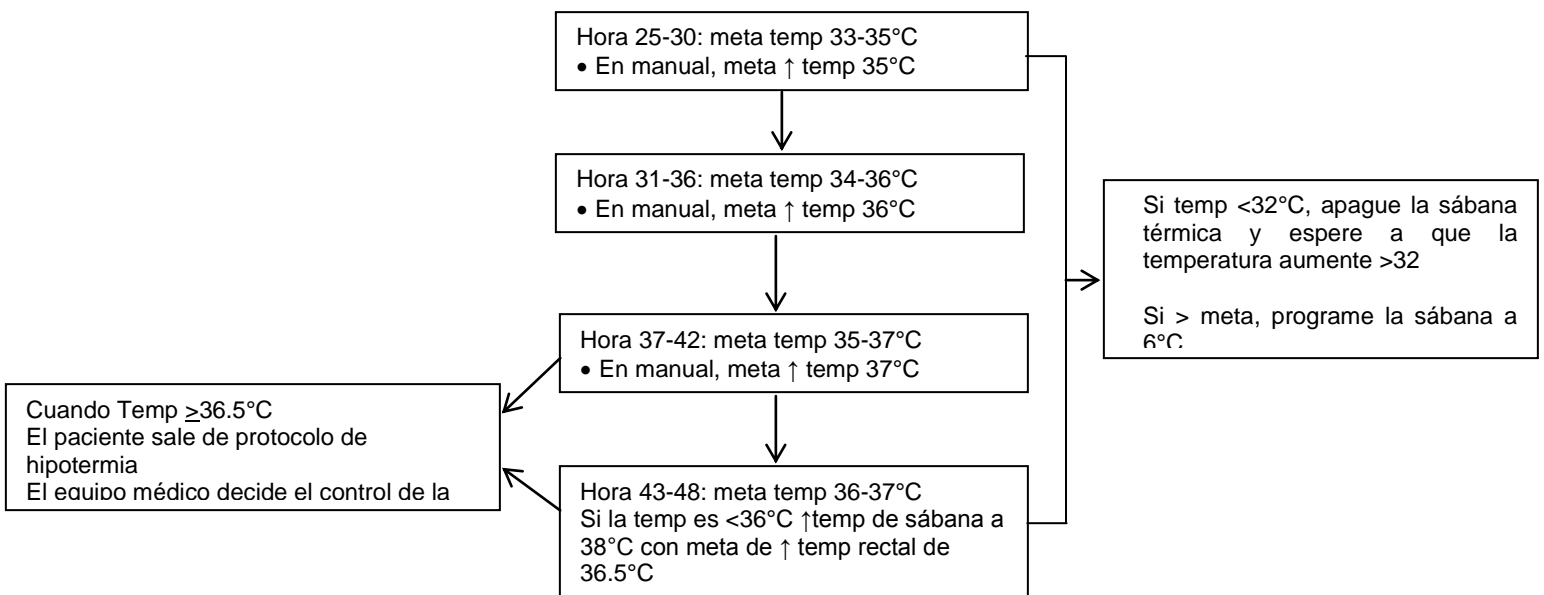 Hora 25-30: meta temp 33-35°C
• En manual, meta ↑ temp 35°C
Hora 31-36: meta temp 34-36°C
• En manual, meta ↑ temp 36°C
Si temp <32°C, apague la sábana
térmica y espere a que la
temperatura aumente >32
Si > meta, programe la sábana a
6°C
Hora 37-42: meta temp 35-37°C
• En manual, meta ↑ temp 37°C
Cuando Temp ≥36.5°C
El paciente sale de protocolo de
hipotermia
El equipo médico decide el control de la
Hora 43-48: meta temp 36-37°C
Si la temp es <36°C ↑temp de sábana a
38°C con meta de ↑ temp rectal de
36.5°C